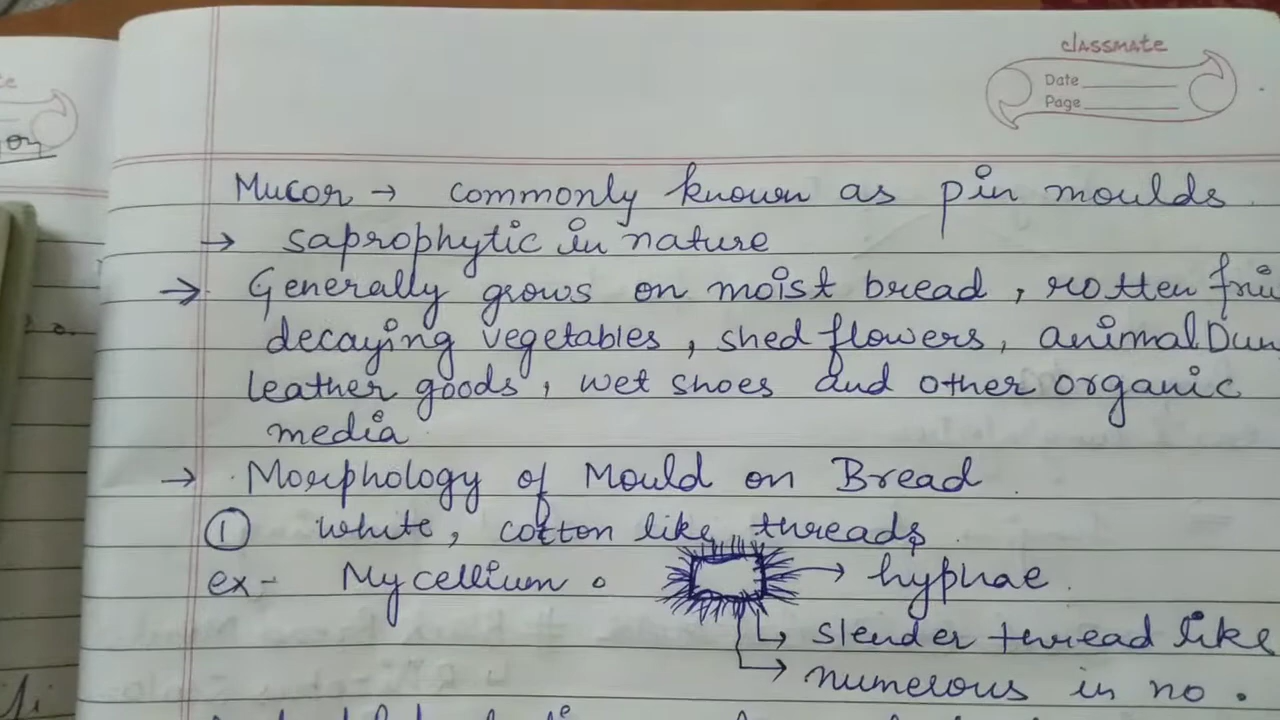 classmate
Date
Page
Mucor → commonly known as pin moulds
→ saprophytic in nature
→ Generally grows on moist bread, rotten
decaying vegetables, shed flowers, animal
leather goods, wet shoes and other organic
media
→ Morphology of Mould on Bread
① White, cotton like threads
ex- Mycellium. → hyphae
slender thread like
numerous in no.